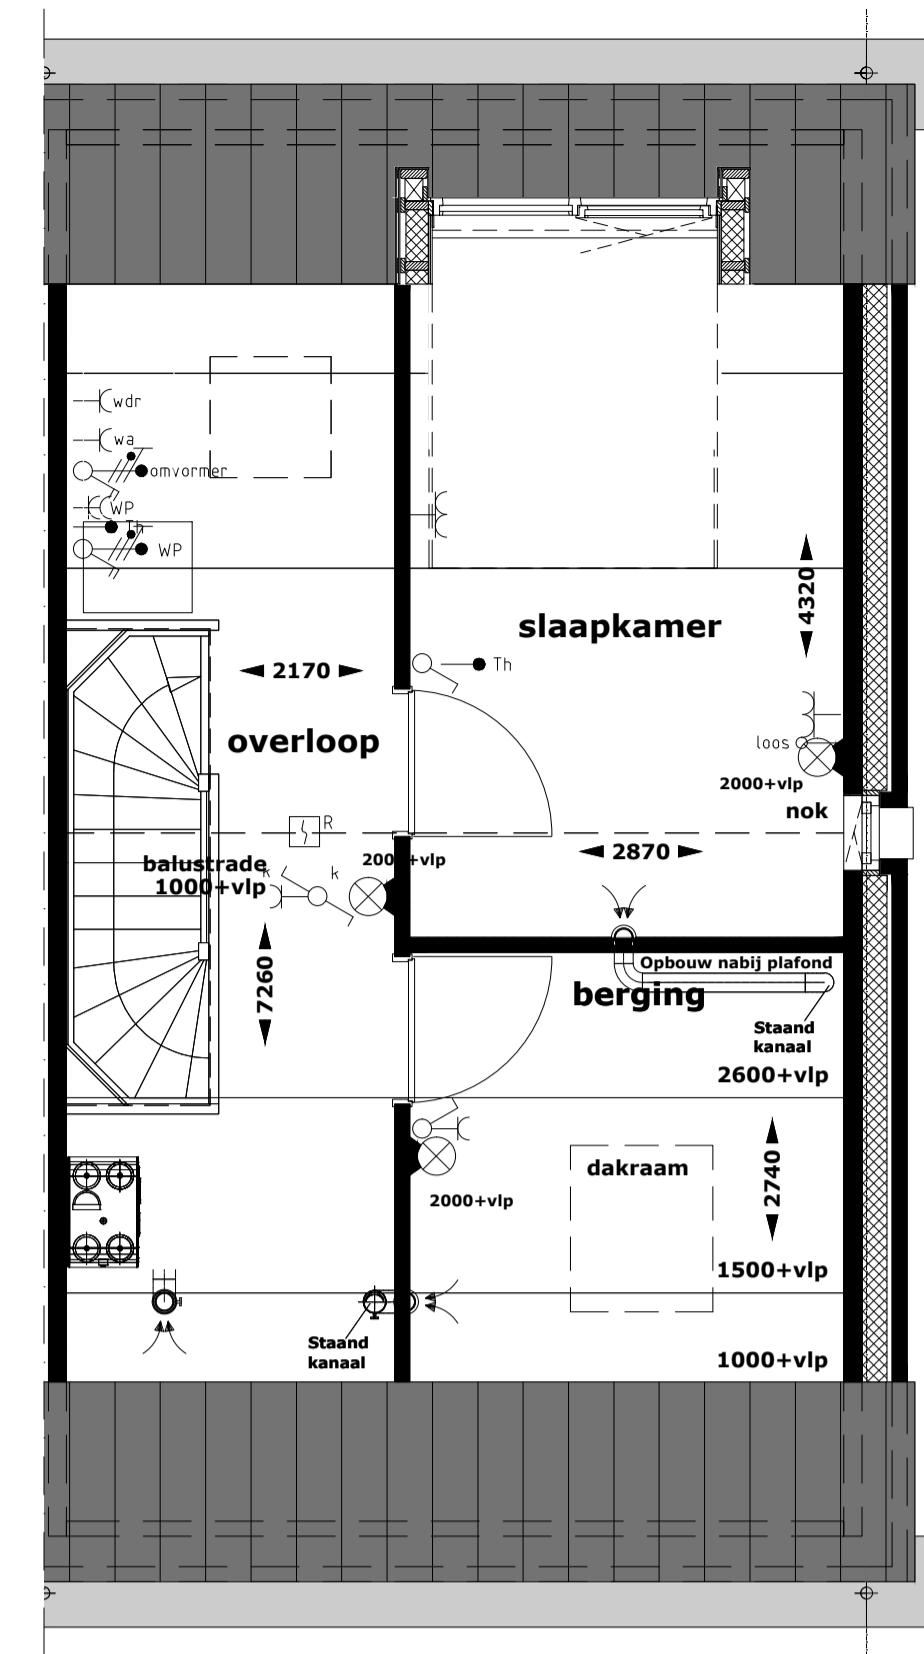 wdr
wa
omvormer
WP
Th
WP
slaapkamer
4320
2170
Th
overloop
loos
2000+vlp
nok
R
2870
balustrade
1000+vlp
k
k
2000+vlp
7260
Opbouw nabij plafond
berging
Staand
kanaal
2600+vlp
dakraam
2740
2000+vlp
1500+vlp
Staand
kanaal
1000+vlp